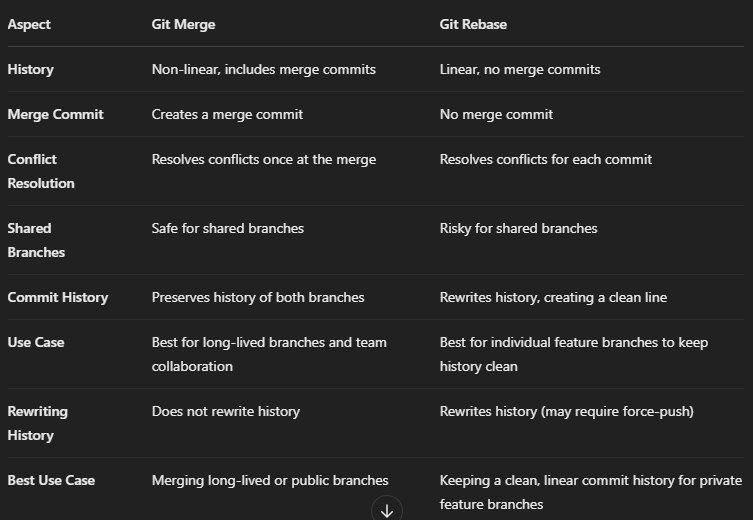 Aspect Git Merge Git Rebase
History Non-linear, includes merge commits Linear, no merge commits
Merge Commit Creates a merge commit No merge commit
Conflict Resolves conflicts once at the merge Resolves conflicts for each commit
Resolution
Shared Safe for shared branches Risky for shared branches
Branches
Commit History Preserves history of both branches Rewrites history, creating a clean line
Use Case Best for long-lived branches and team Best for individual feature branches to keep
collaboration history clean
Rewriting Does not rewrite history Rewrites history (may require force-push)
History
Best Use Case Merging long-lived or public branches Keeping a clean, linear commit history for private
feature branches